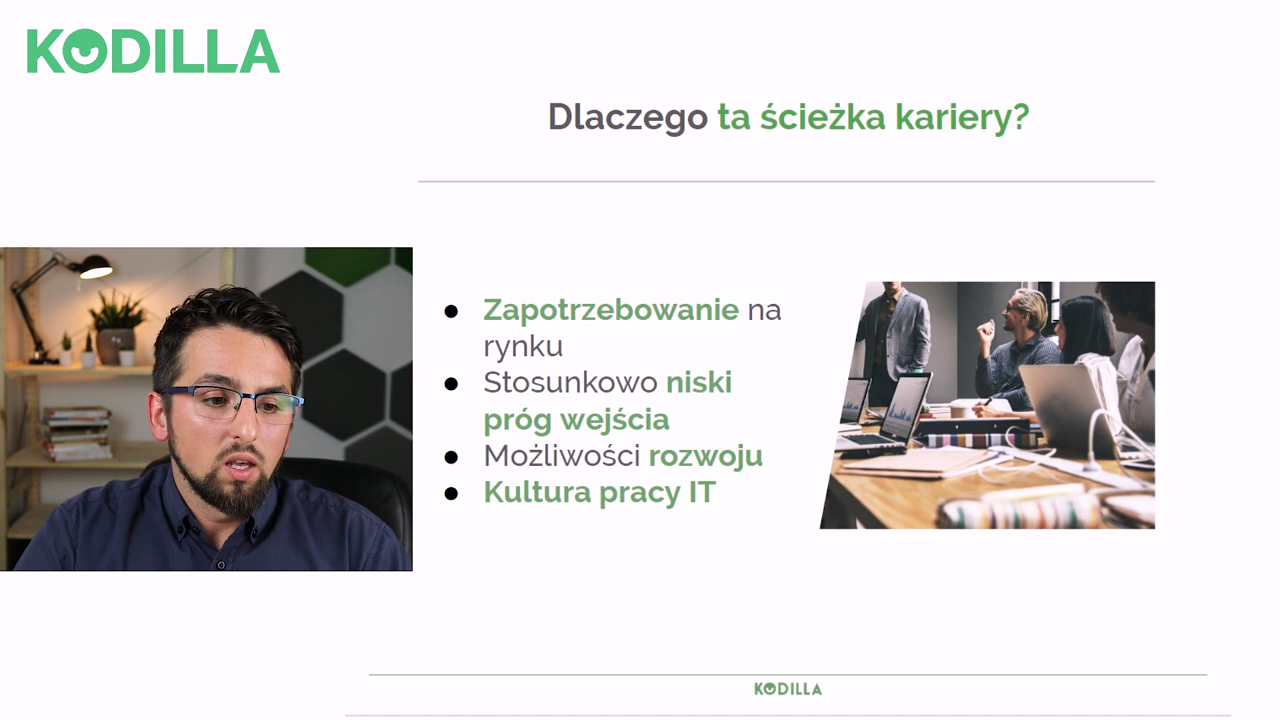 KODILLA
Dlaczego ta ścieżka kariery?
● Zapotrzebowanie na
rynku
● Stosunkowo niski
próg wejścia
● Możliwości rozwoju
● Kultura pracy IT
KODILLA